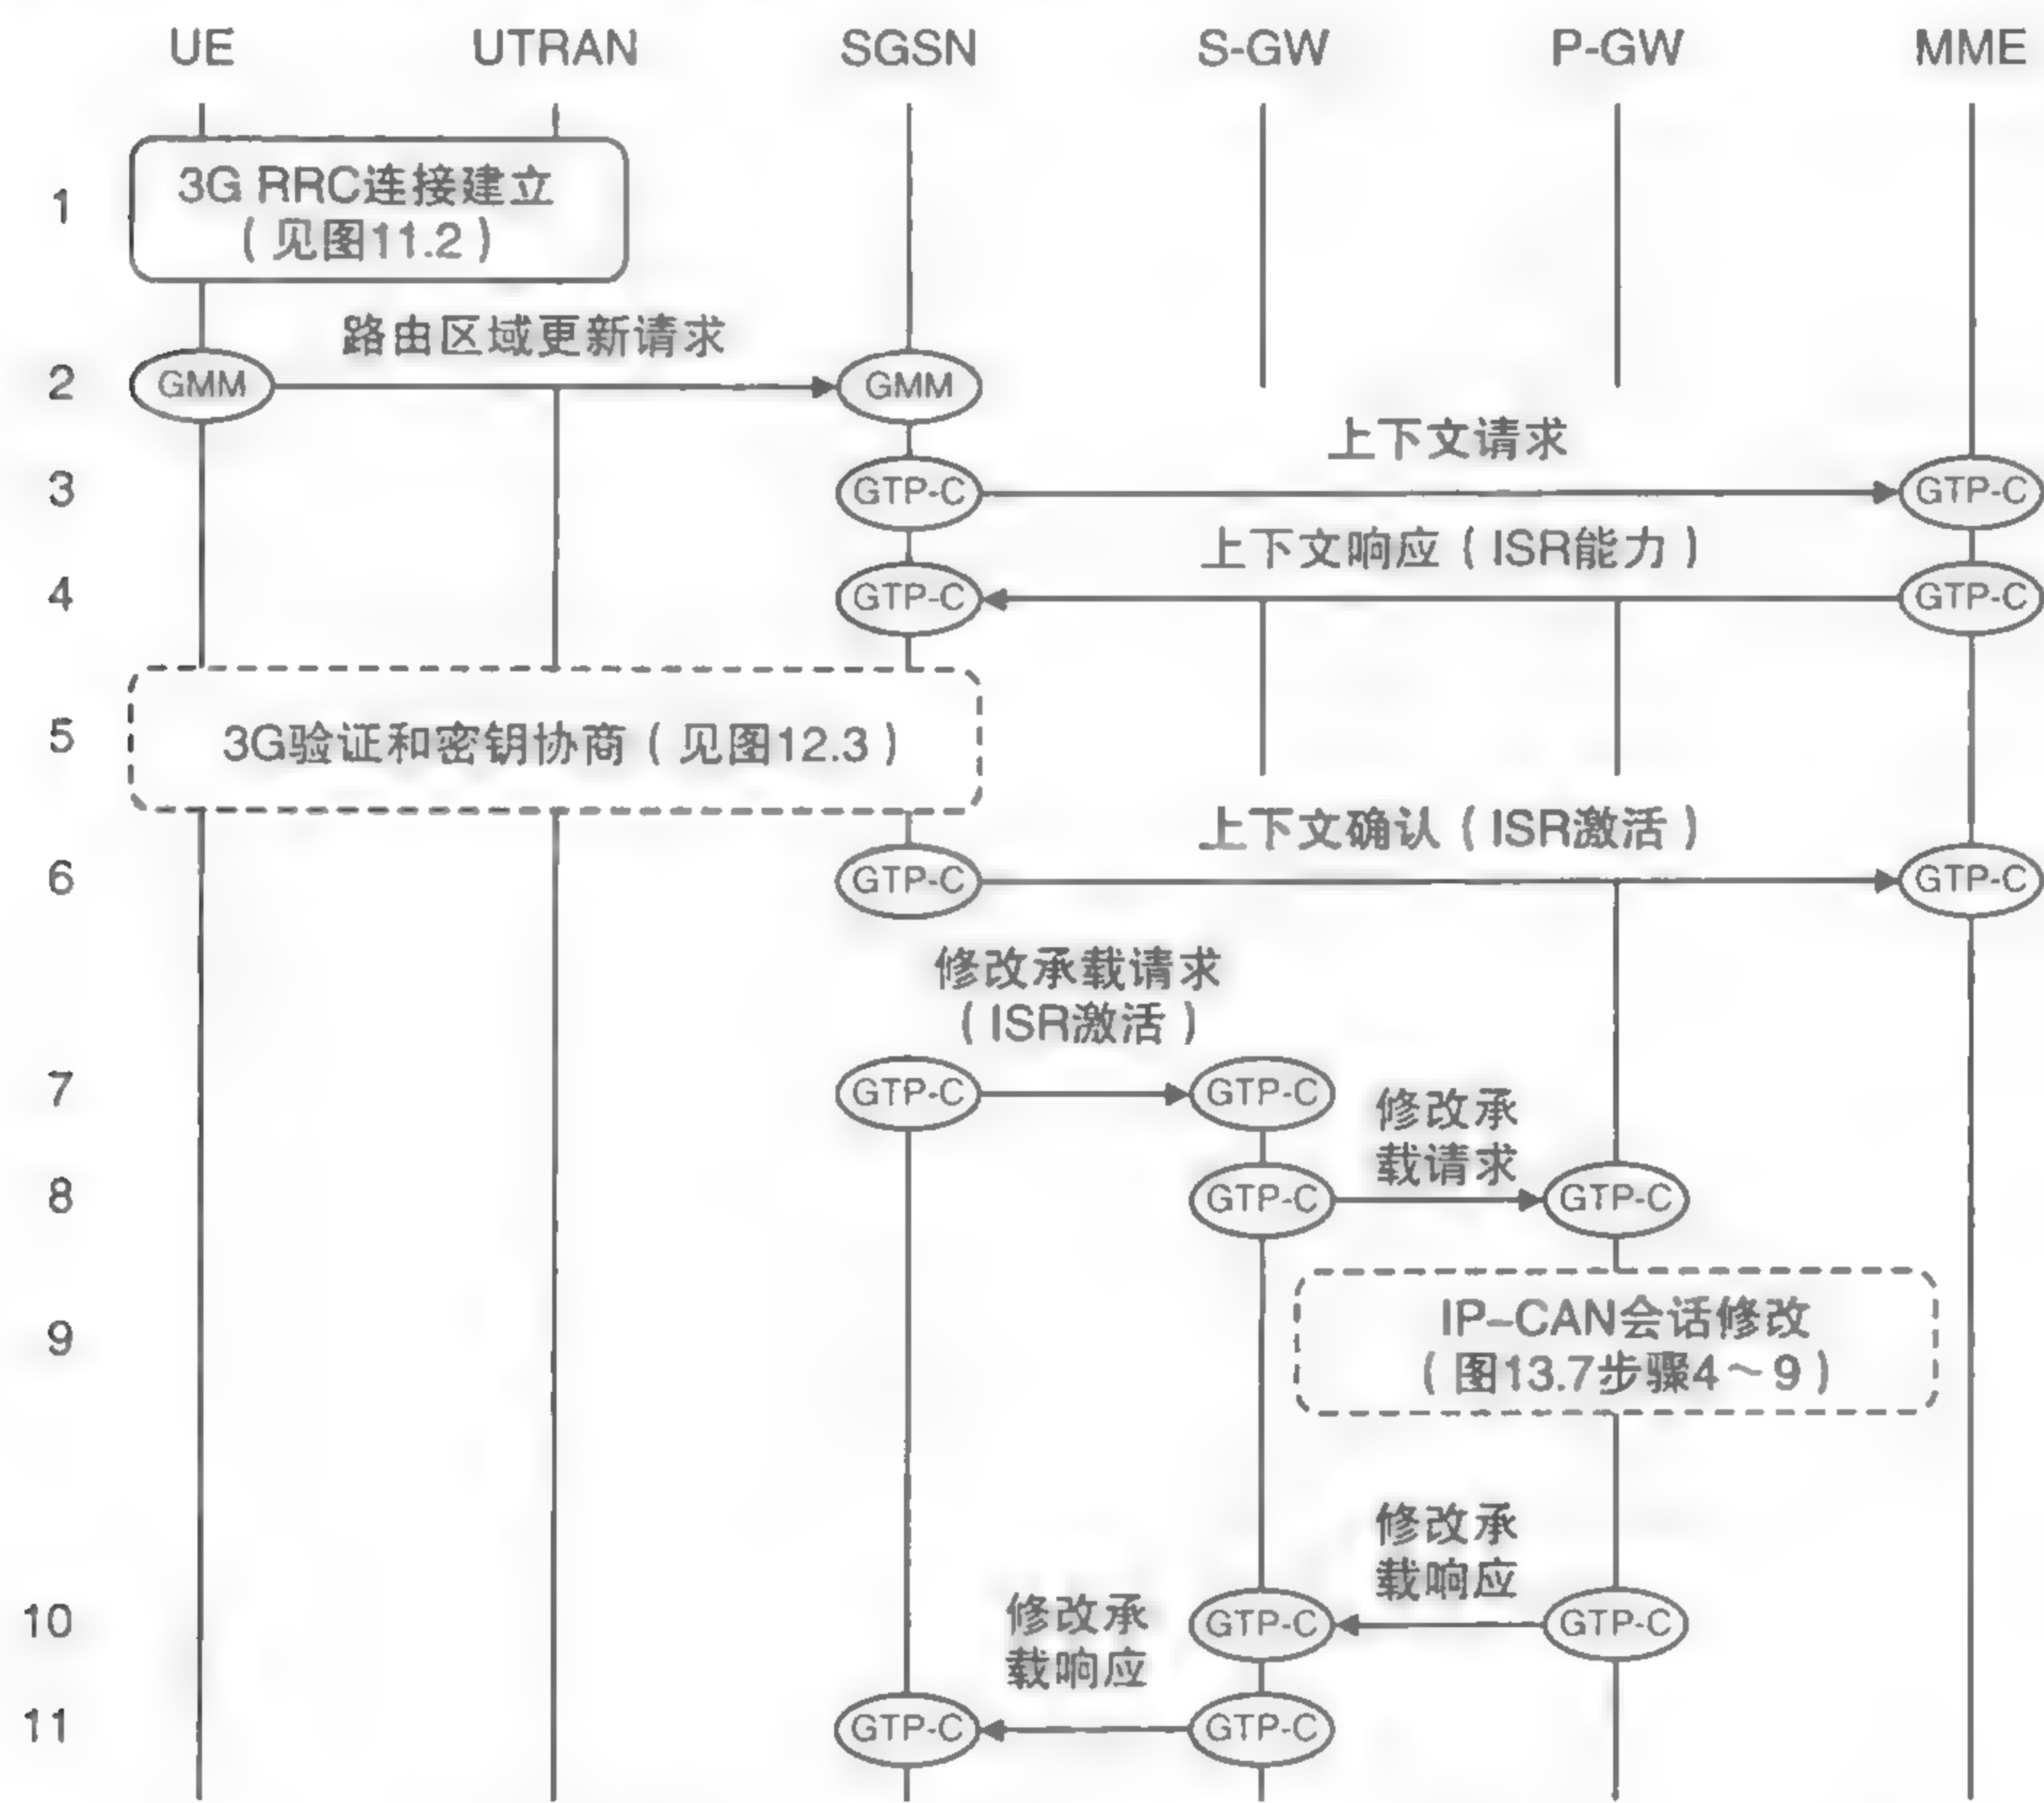 UE UTRAN SGSN S-GW P-GW MME
1
3G RRC连接建立
（见图11.2）
路由区域更新请求
2 GMM GMM
上下文请求
3 GTP-C GTP-C
上下文响应（ISR能力）
4 GTP-C GTP-C
5 3G验证和密钥协商（见图12.3）
上下文确认（ISR激活）
6 GTP-C GTP-C
修改承载请求
（ISR激活）
7 GTP-C GTP-C
修改承
载请求
8 GTP-C GTP-C
9
IP–CAN会话修改
（图13.7步骤4～9）
修改承
载响应
10 GTP-C GTP-C
修改承
载响应
11 GTP-C GTP-C